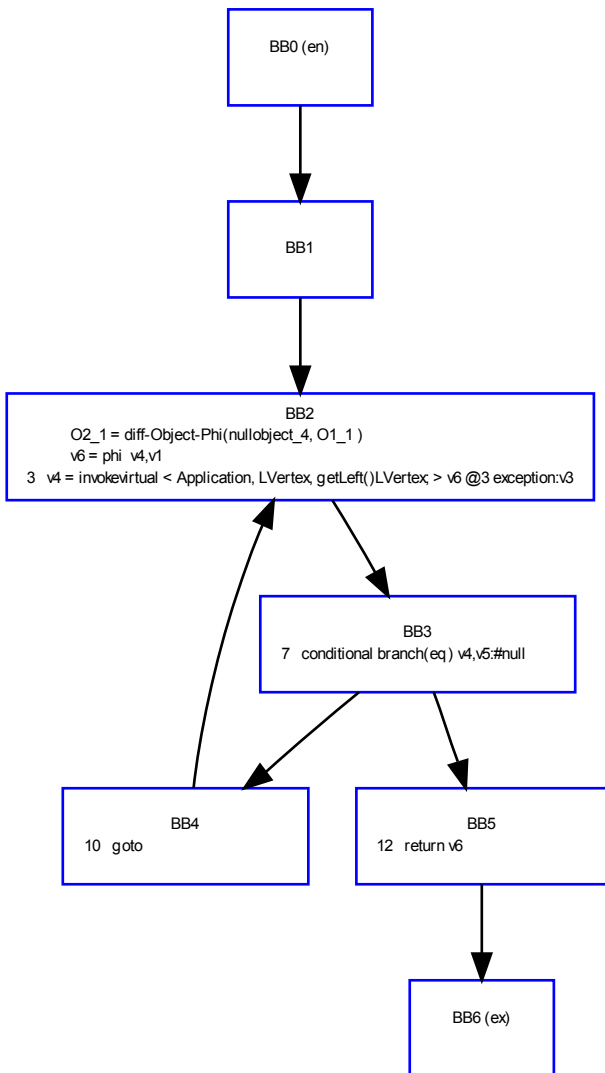 BB0 (en)
BB1
BB2
O2_1 = diff-Object-Phi(nullobject_4, O1_1 )
v6 = phi v4,v1
3 v4 = invokevirtual < Application, LVertex, getLeft()LVertex; > v6 @3 exception:v3
BB3
7 conditional branch(eq) v4,v5:#null
BB4
10 goto
BB5
12 return v6
BB6 (ex)